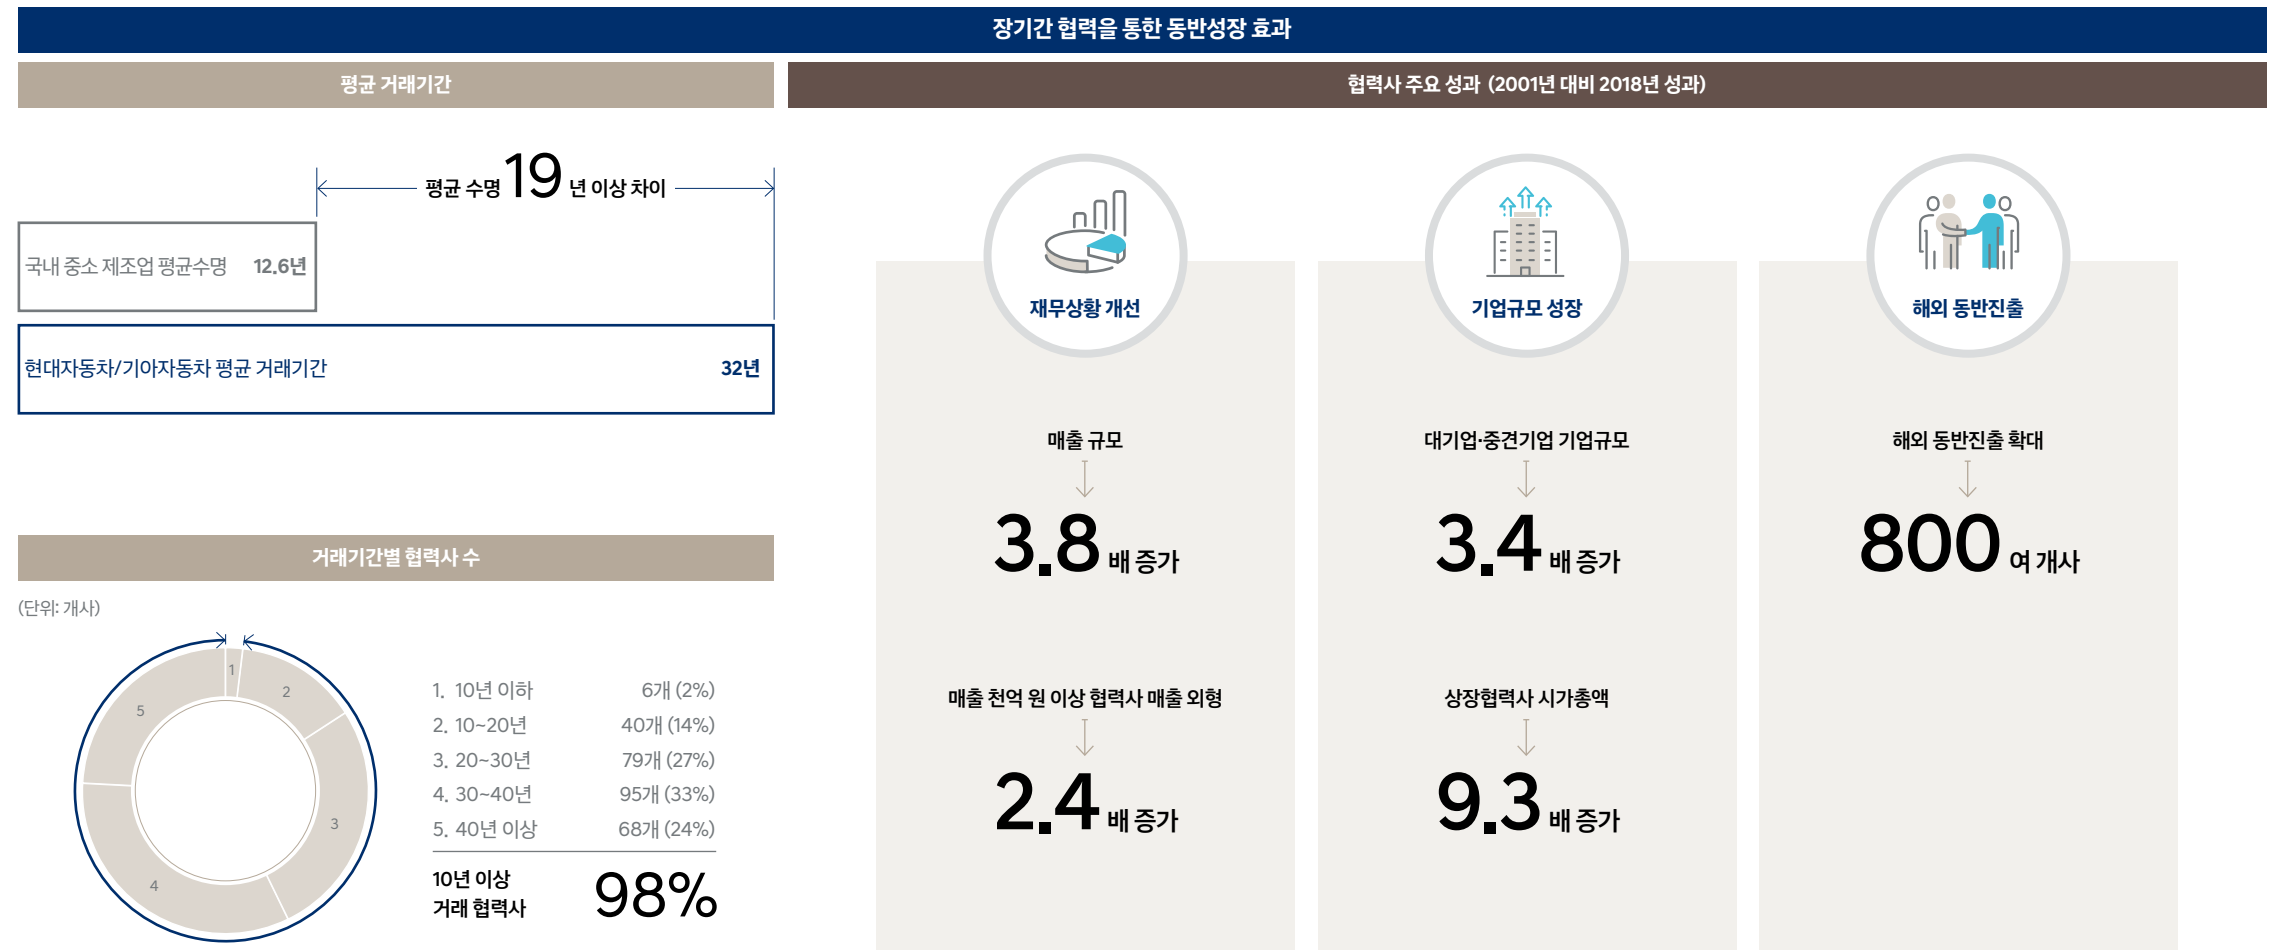 장기간 협력을 통한 동반성장 효과
평균 거래기간
평균 수명 19 년 이상 차이
국내 중소 제조업 평균수명 12.6년
현대자동차/기아자동차 평균 거래기간 32년
거래기간별 협력사 수
(단위: 개사)
1
2
3
4
5
1. 10년 이하 6개 (2%)
2. 10~20년 40개 (14%)
3. 20~30년 79개 (27%)
4. 30~40년 95개 (33%)
5. 40년 이상 68개 (24%)
10년 이상
거래 협력사
98%
협력사 주요 성과 (2001년 대비 2018년 성과)
재무상황 개선
매출 규모
3.8 배 증가
매출 천억 원 이상 협력사 매출 외형
2.4 배 증가
기업규모 성장
대기업·중견기업 기업규모
3.4 배 증가
상장협력사 시가총액
9.3 배 증가
해외 동반진출
해외 동반진출 확대
800 여 개사